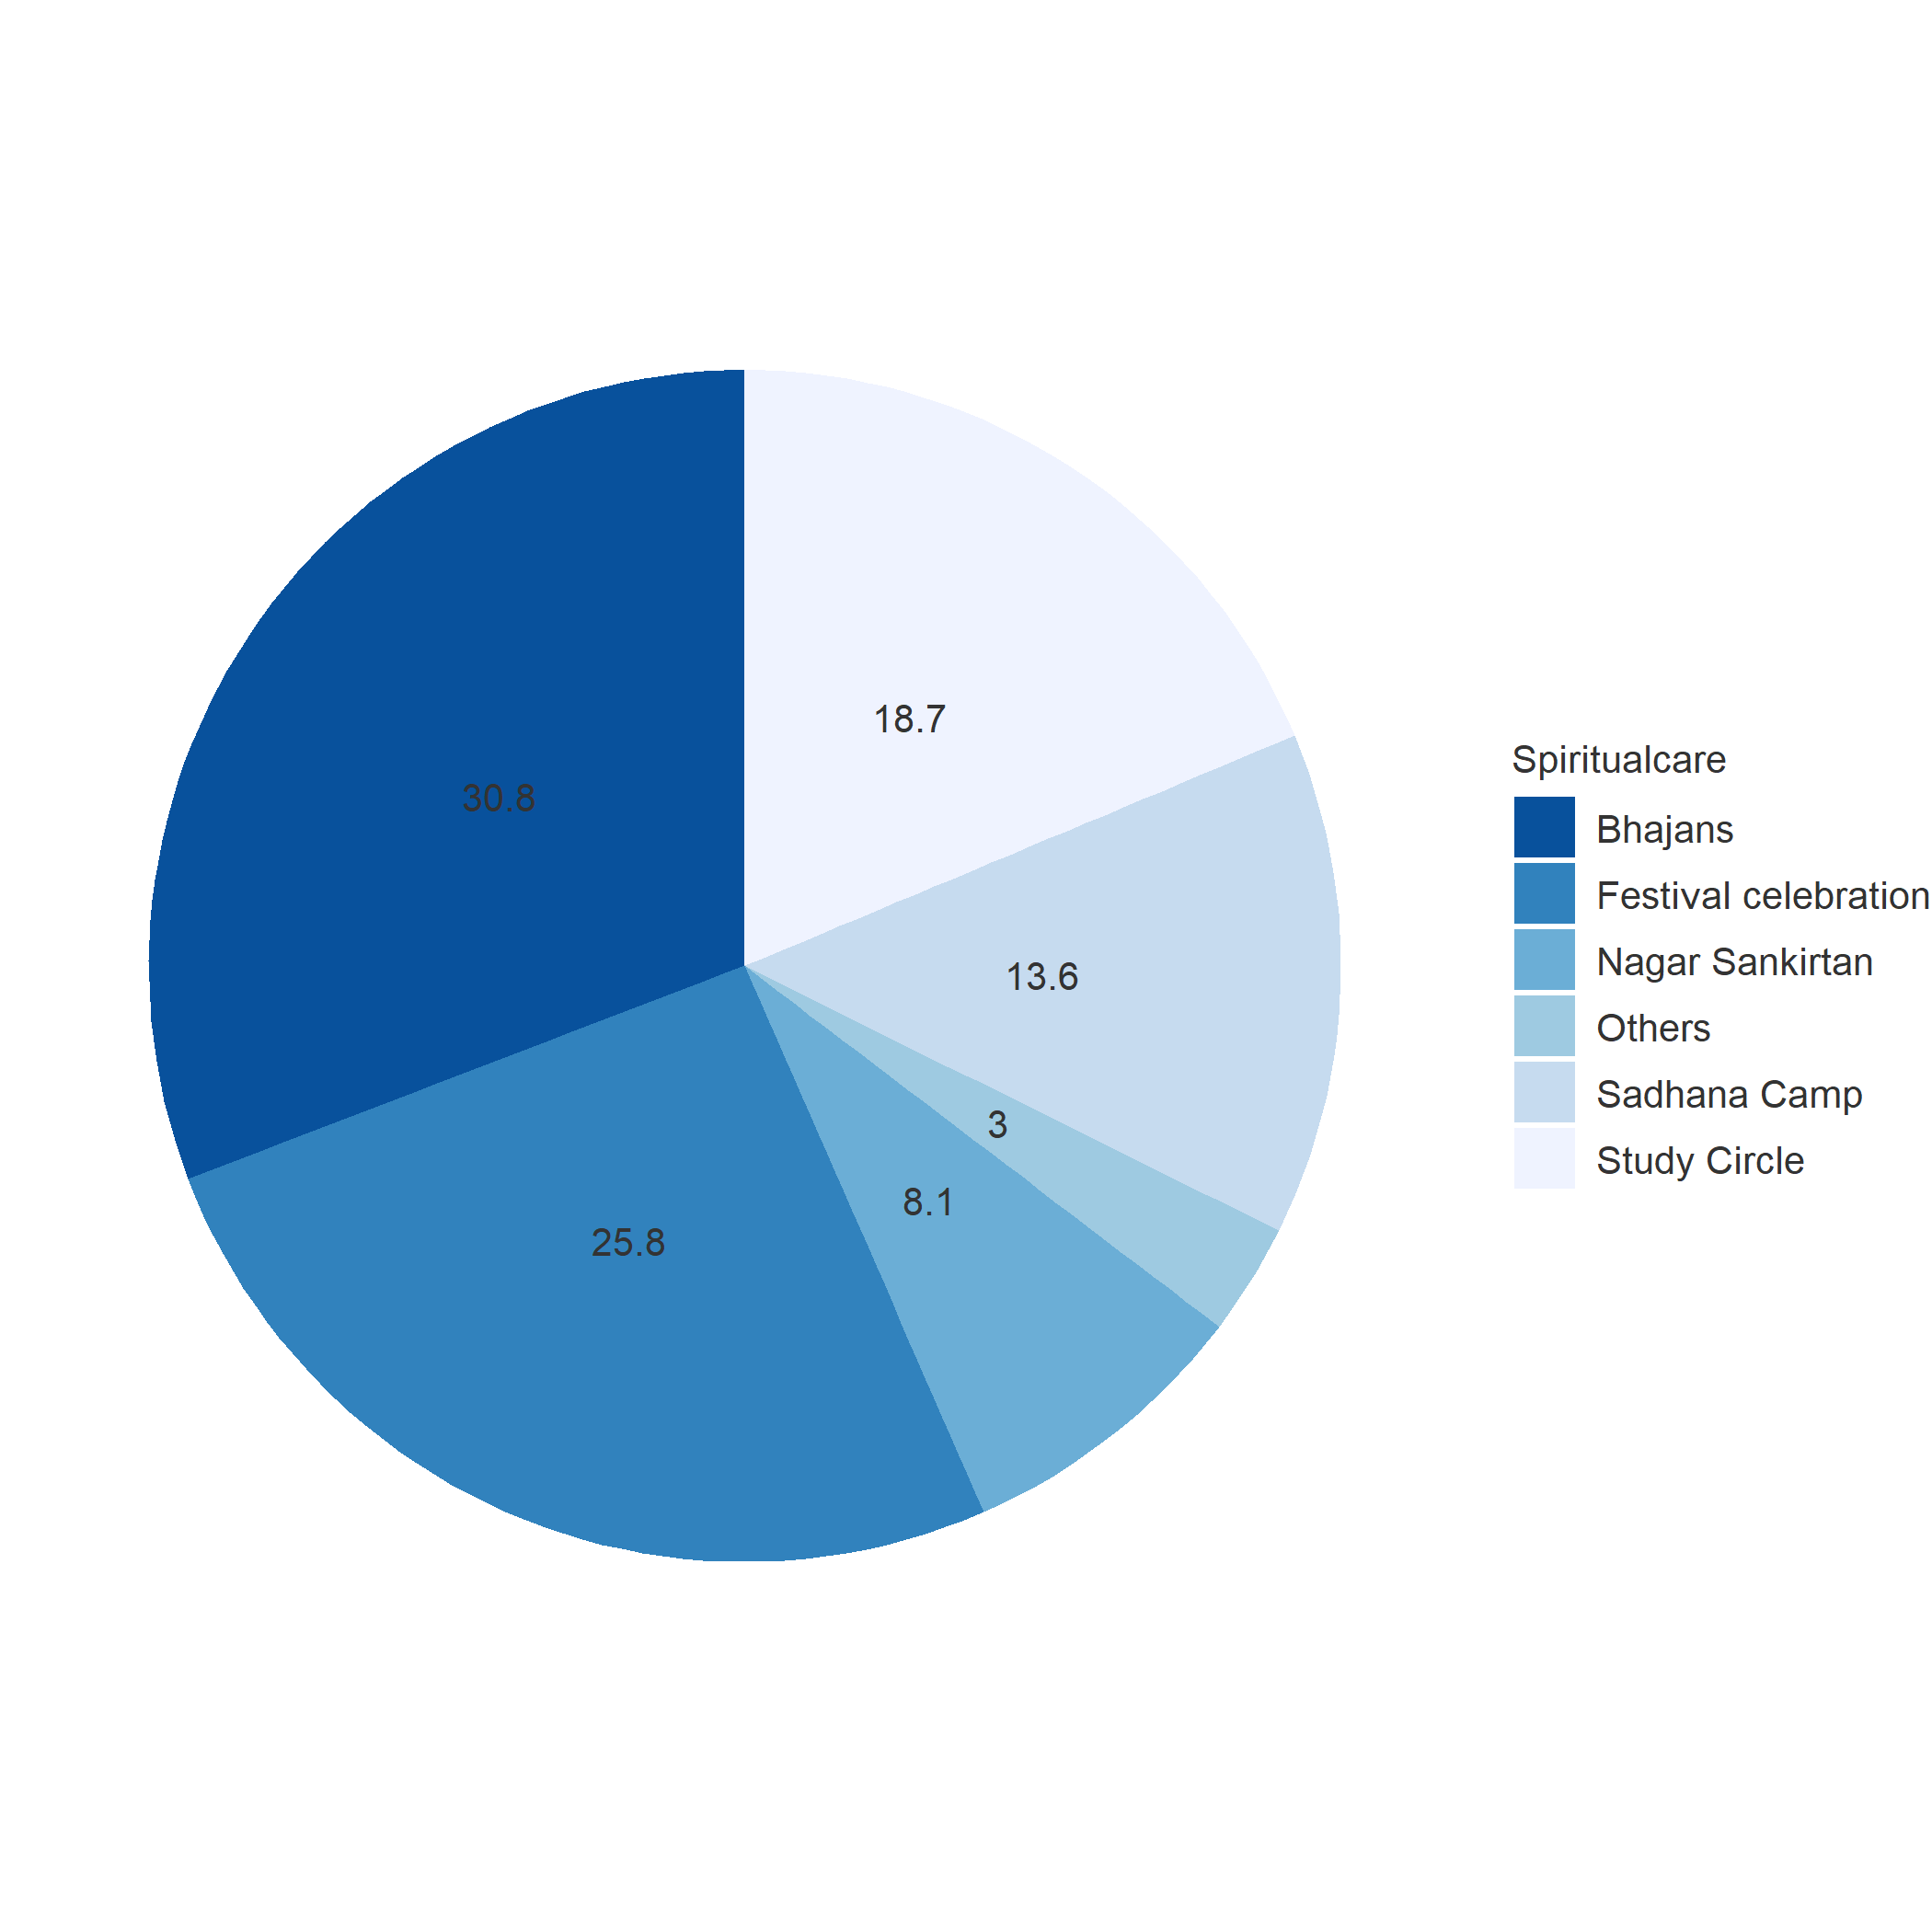 18.7
30.8
13.6
3
8.1
25.8
Spiritualcare
Bhajans
Festival celebration
Nagar Sankirtan
Others
Sadhana Camp
Study Circle